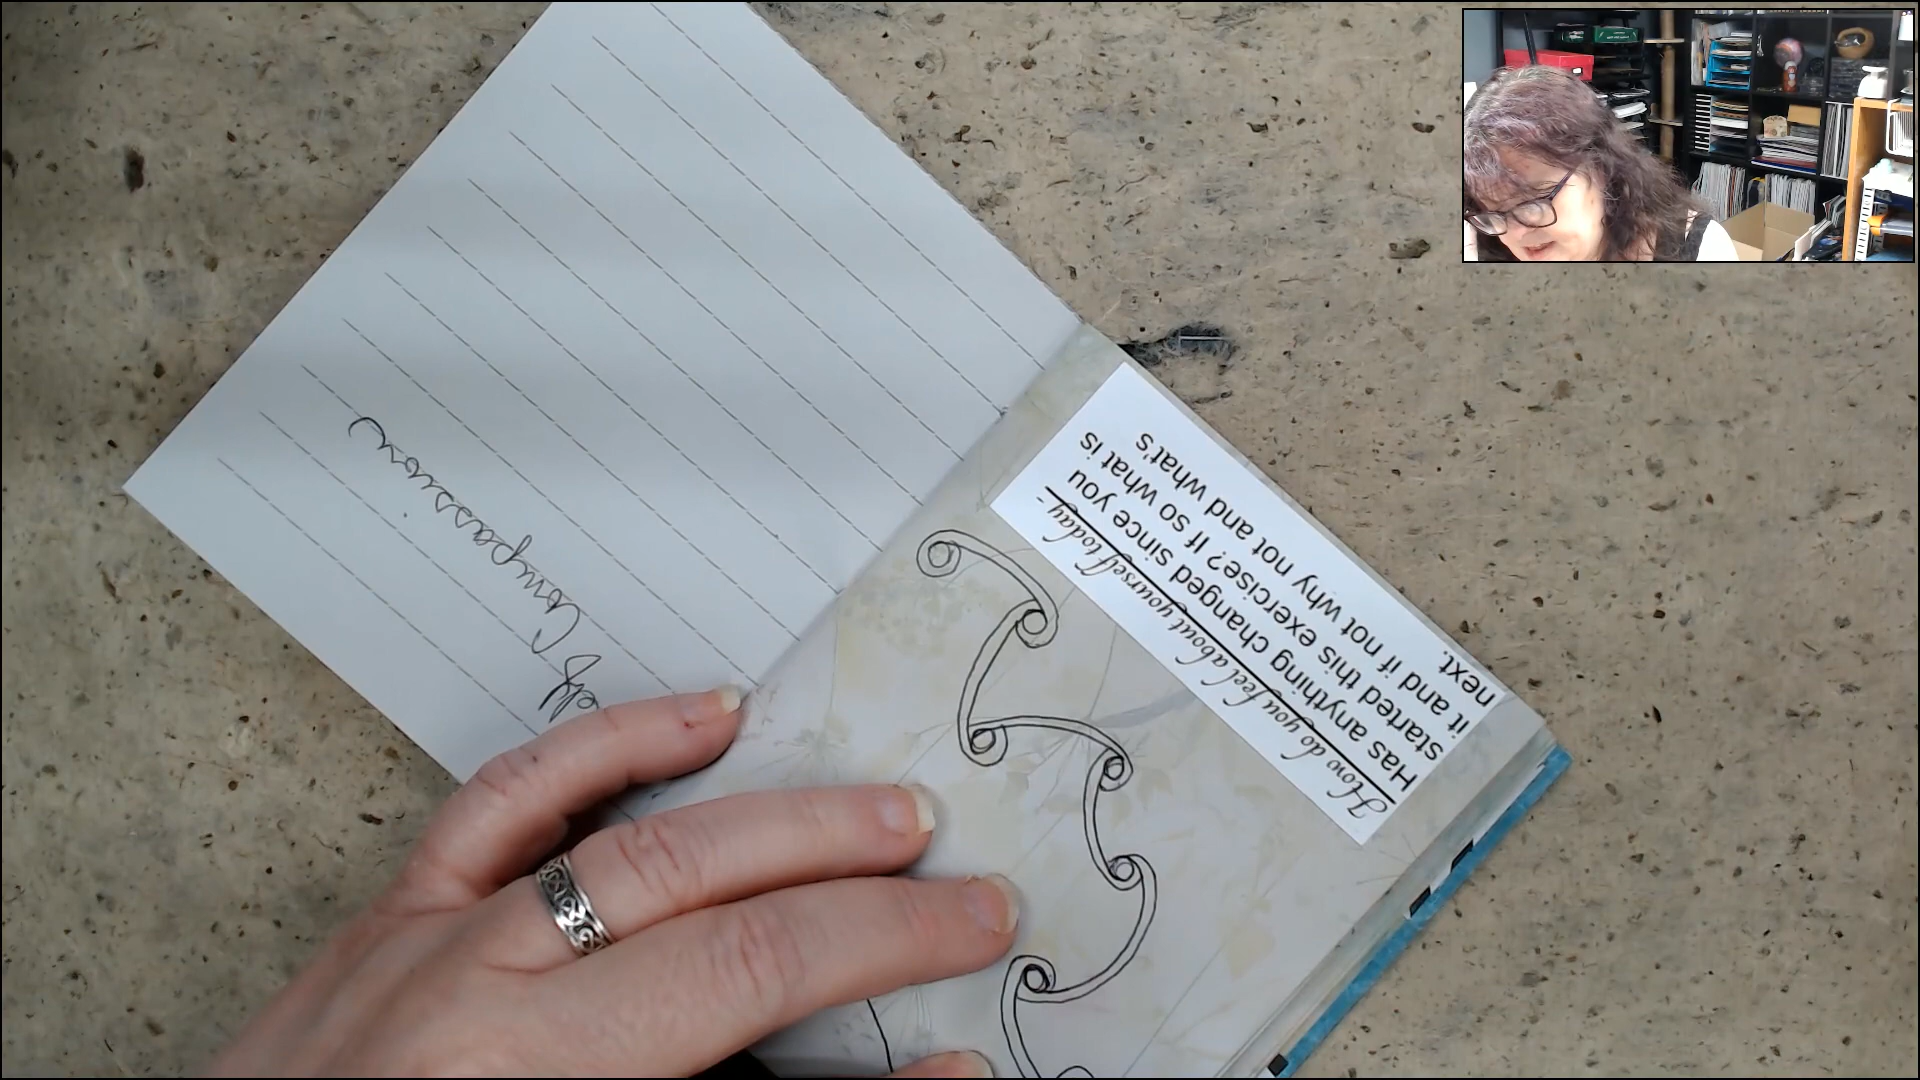 How do you feel about yourself today-
Has anything changed since you
started this exercise? If so what is
it and if not why not and what's
next.
elf Compassion